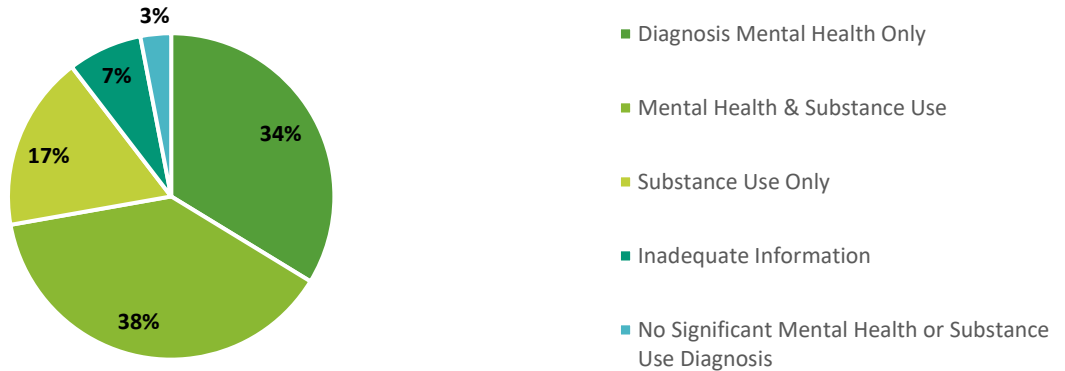 3%
7%
34%
17%
38%
Diagnosis Mental Health Only
Mental Health & Substance Use
Substance Use Only
Inadequate Information
No Significant Mental Health or Substance
Use Diagnosis